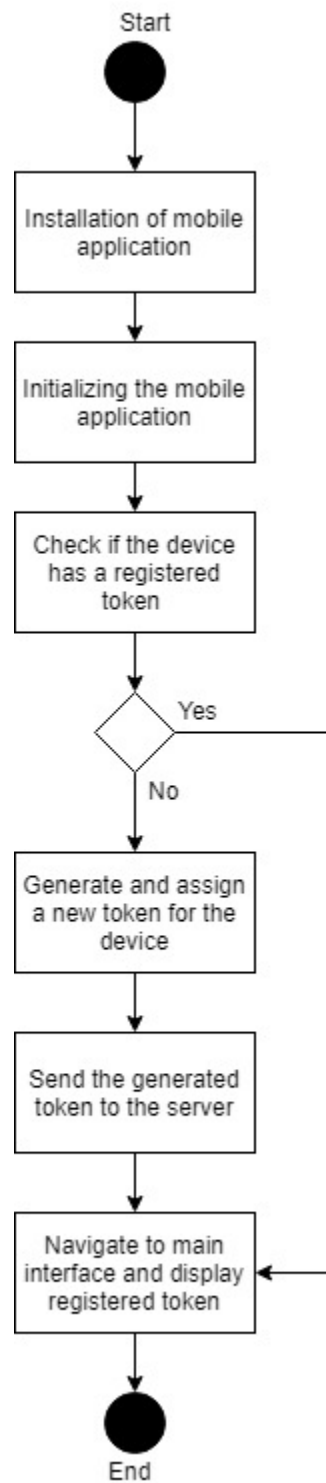 Start
Installation of mobile
application
Initializing the mobile
application
Check if the device
has a registered
token
Yes
No
Generate and assign
a new token for the
device
Send the generated
token to the server
Navigate to main
interface and display
registered token
End